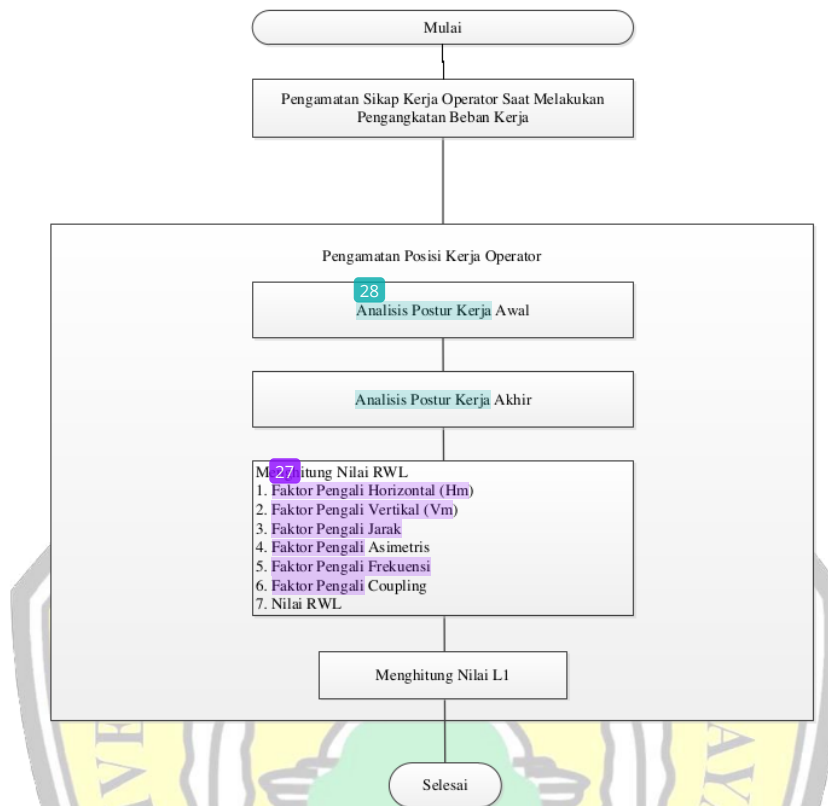 Mulai
Pengamatan Sikap Kerja Operator Saat Melakukan
Pengangkatan Beban Kerja
Pengamatan Posisi Kerja Operator
28
Analisis Postur Kerja Awal
Analisis Postur Kerja Akhir
27
Menghitung Nilai RWL
1. Faktor Pengali Horizontal (Hm)
2. Faktor Pengali Vertikal (Vm)
3. Faktor Pengali Jarak
4. Faktor Pengali Asimetris
5. Faktor Pengali Frekuensi
6. Faktor Pengali Coupling
7. Nilai RWL
Menghitung Nilai L1
Selesai